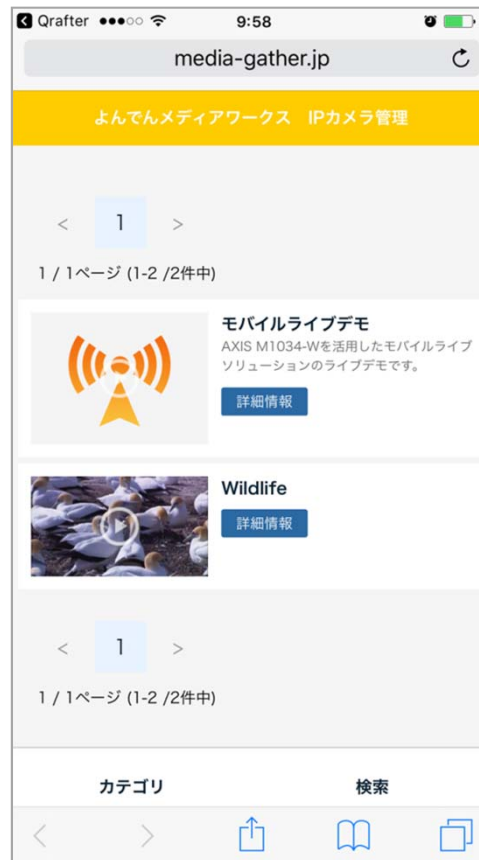 Qrafter 9:58
media-gather.jp
よんでんメディアワークス IPカメラ管理
< 1 >
1 / 1ページ (1-2 /2件中)
モバイルライブデモ
AXIS M1034-Wを活用したモバイルライブ
ソリューションのライブデモです。
詳細情報
Wildlife
詳細情報
< 1 >
1 / 1ページ (1-2 /2件中)
カテゴリ 検索